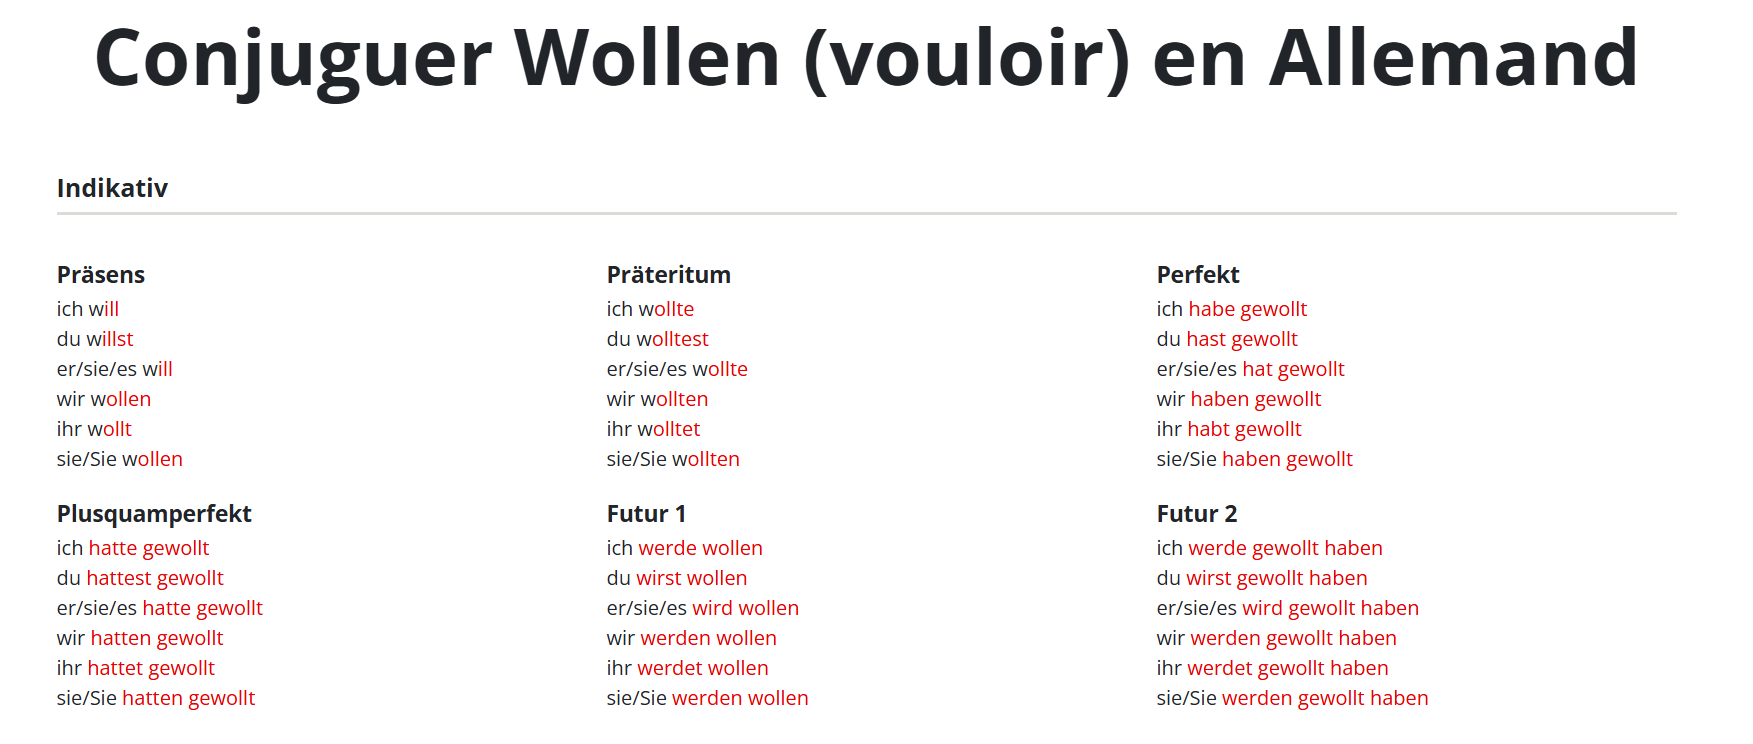 Conjuguer Wollen (vouloir) en Allemand
Indikativ
Präsens
ich will
du willst
er/sie/es will
wir wollen
ihr wollt
sie/Sie wollen
Präteritum
ich wollte
du wolltest
er/sie/es wollte
wir wollten
ihr wolltet
sie/Sie wollten
Perfekt
ich habe gewollt
du hast gewollt
er/sie/es hat gewollt
wir haben gewollt
ihr habt gewollt
sie/Sie haben gewollt
Plusquamperfekt
ich hatte gewollt
du hattest gewollt
er/sie/es hatte gewollt
wir hatten gewollt
ihr hattet gewollt
sie/Sie hatten gewollt
Futur 1
ich werde wollen
du wirst wollen
er/sie/es wird wollen
wir werden wollen
ihr werdet wollen
sie/Sie werden wollen
Futur 2
ich werde gewollt haben
du wirst gewollt haben
er/sie/es wird gewollt haben
wir werden gewollt haben
ihr werdet gewollt haben
sie/Sie werden gewollt haben